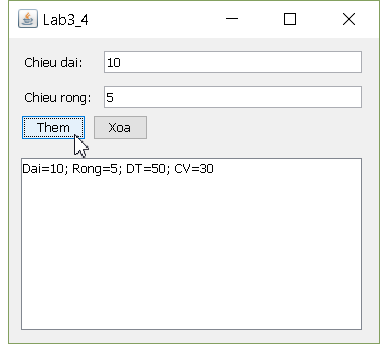 Lab3_4
Chieu dai: 10
Chieu rong: 5
Them Xoa
Dai=10; Rong=5; DT=50; CV=30